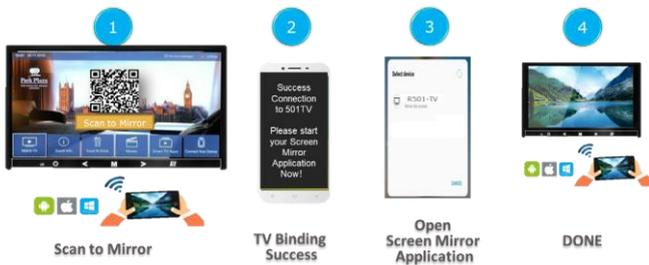 1
2
3
4
Park Plaza
Scan to Mirror
Success
Connection
to 501TV
Please start
your Screen
Mirror
Application
Now!
Select device
R501-TV
CANCEL
M
Scan to Mirror
TV Binding
Success
Open
Screen Mirror
Application
DONE